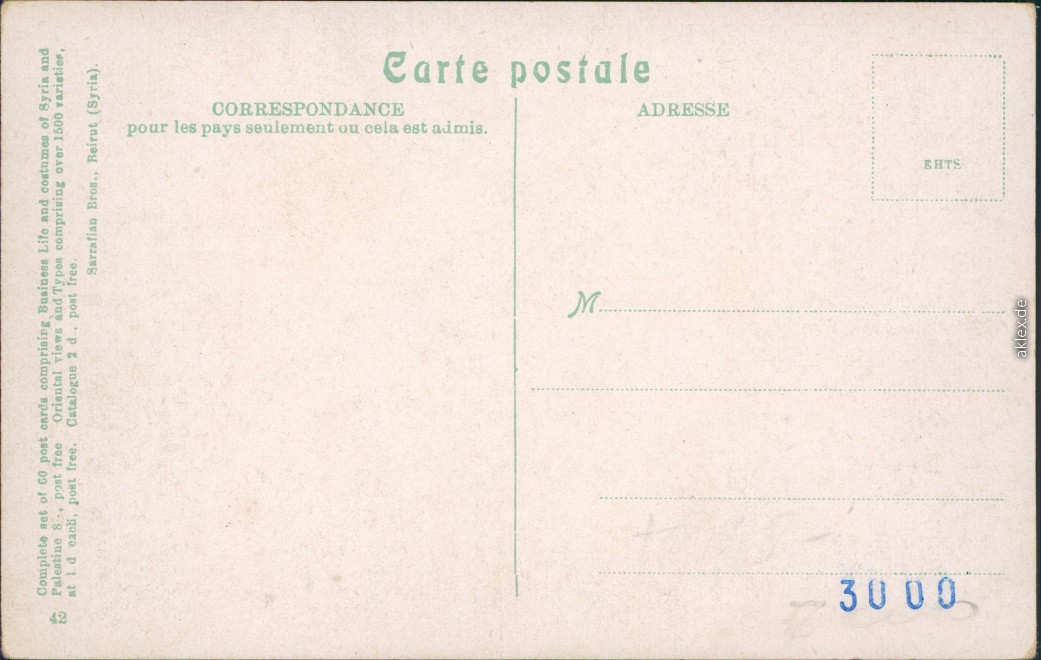 Carte postale
CORRESPONDANCE
pour les pays seulement ou cela est admis.
ADRESSE
EHTS
M
3000
Complete set of 60 post cards comprising Business Life and costumes of Syria and
Palestine 8 -, post free Oriental views and Types comprising over 1500 varieties,
at 1 d each, post free. Catalogue 2 d., post free.
Sarrafian Bros., Beirut (Syria).
42
aklex.de